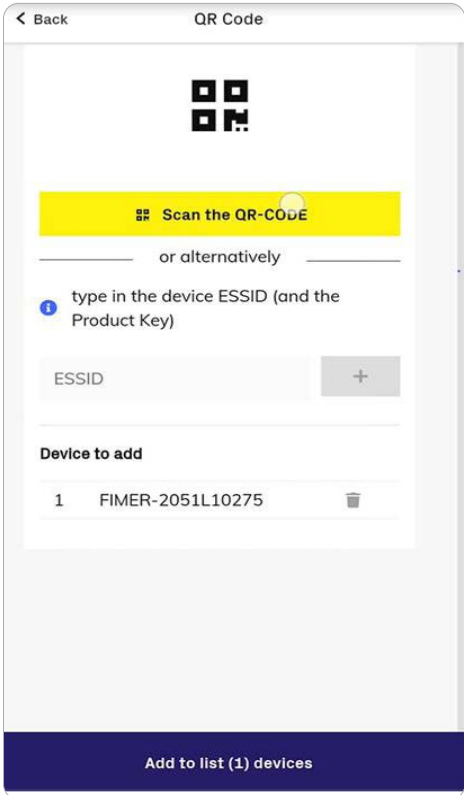 Back
QR Code
Scan the QR-CODE
or alternatively
type in the device ESSID (and the
Product Key)
ESSID
+
Device to add
1 FIMER-2051L10275
Add to list (1) devices